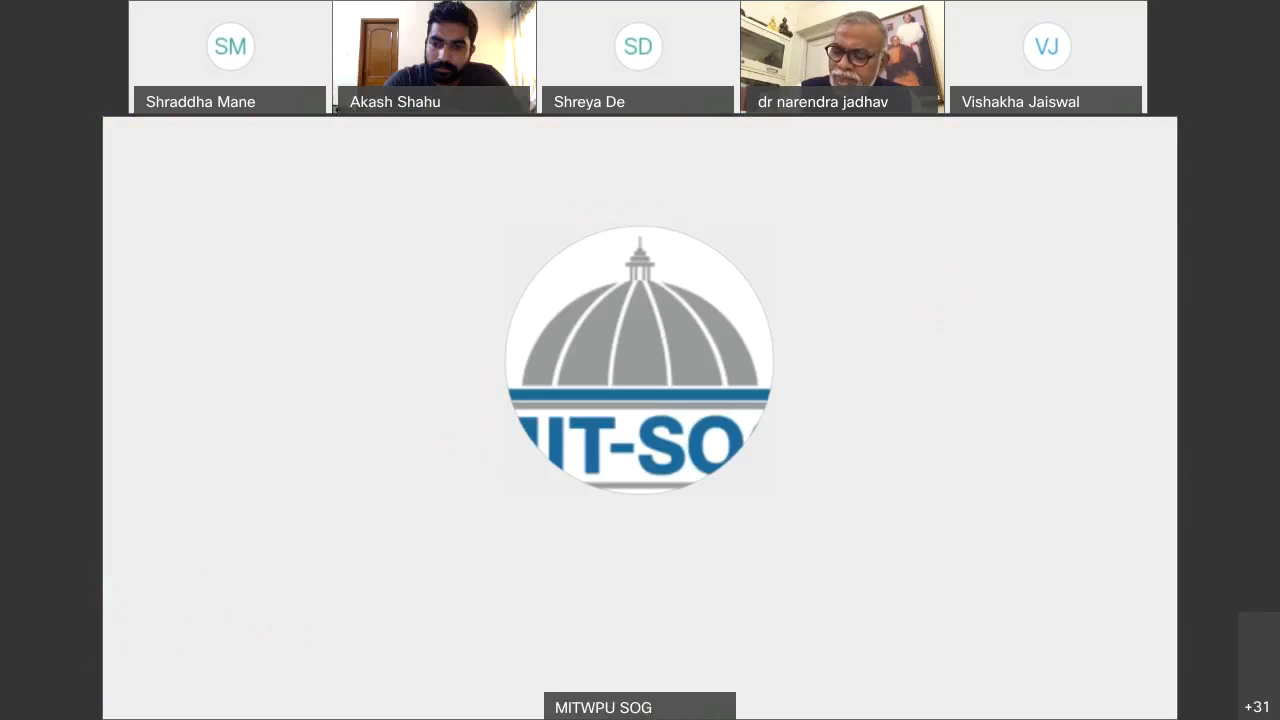 SM
Shraddha Mane
Akash Shahu
SD
Shreya De
dr narendra jadhav
VJ
Vishakha Jaiswal
IT-SO
MITWPU SOG
+31